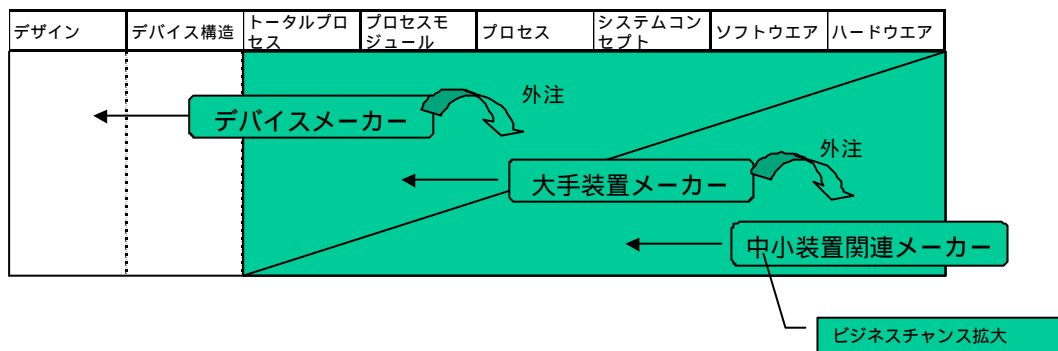 デザイン
デバイス構造
トータルプロ
セス
プロセスモ
ジュール
プロセス
システムコン
セプト
ソフトウエア
ハードウエア
外注
デバイスメーカー
外注
大手装置メーカー
中小装置関連メーカー
ビジネスチャンス拡大